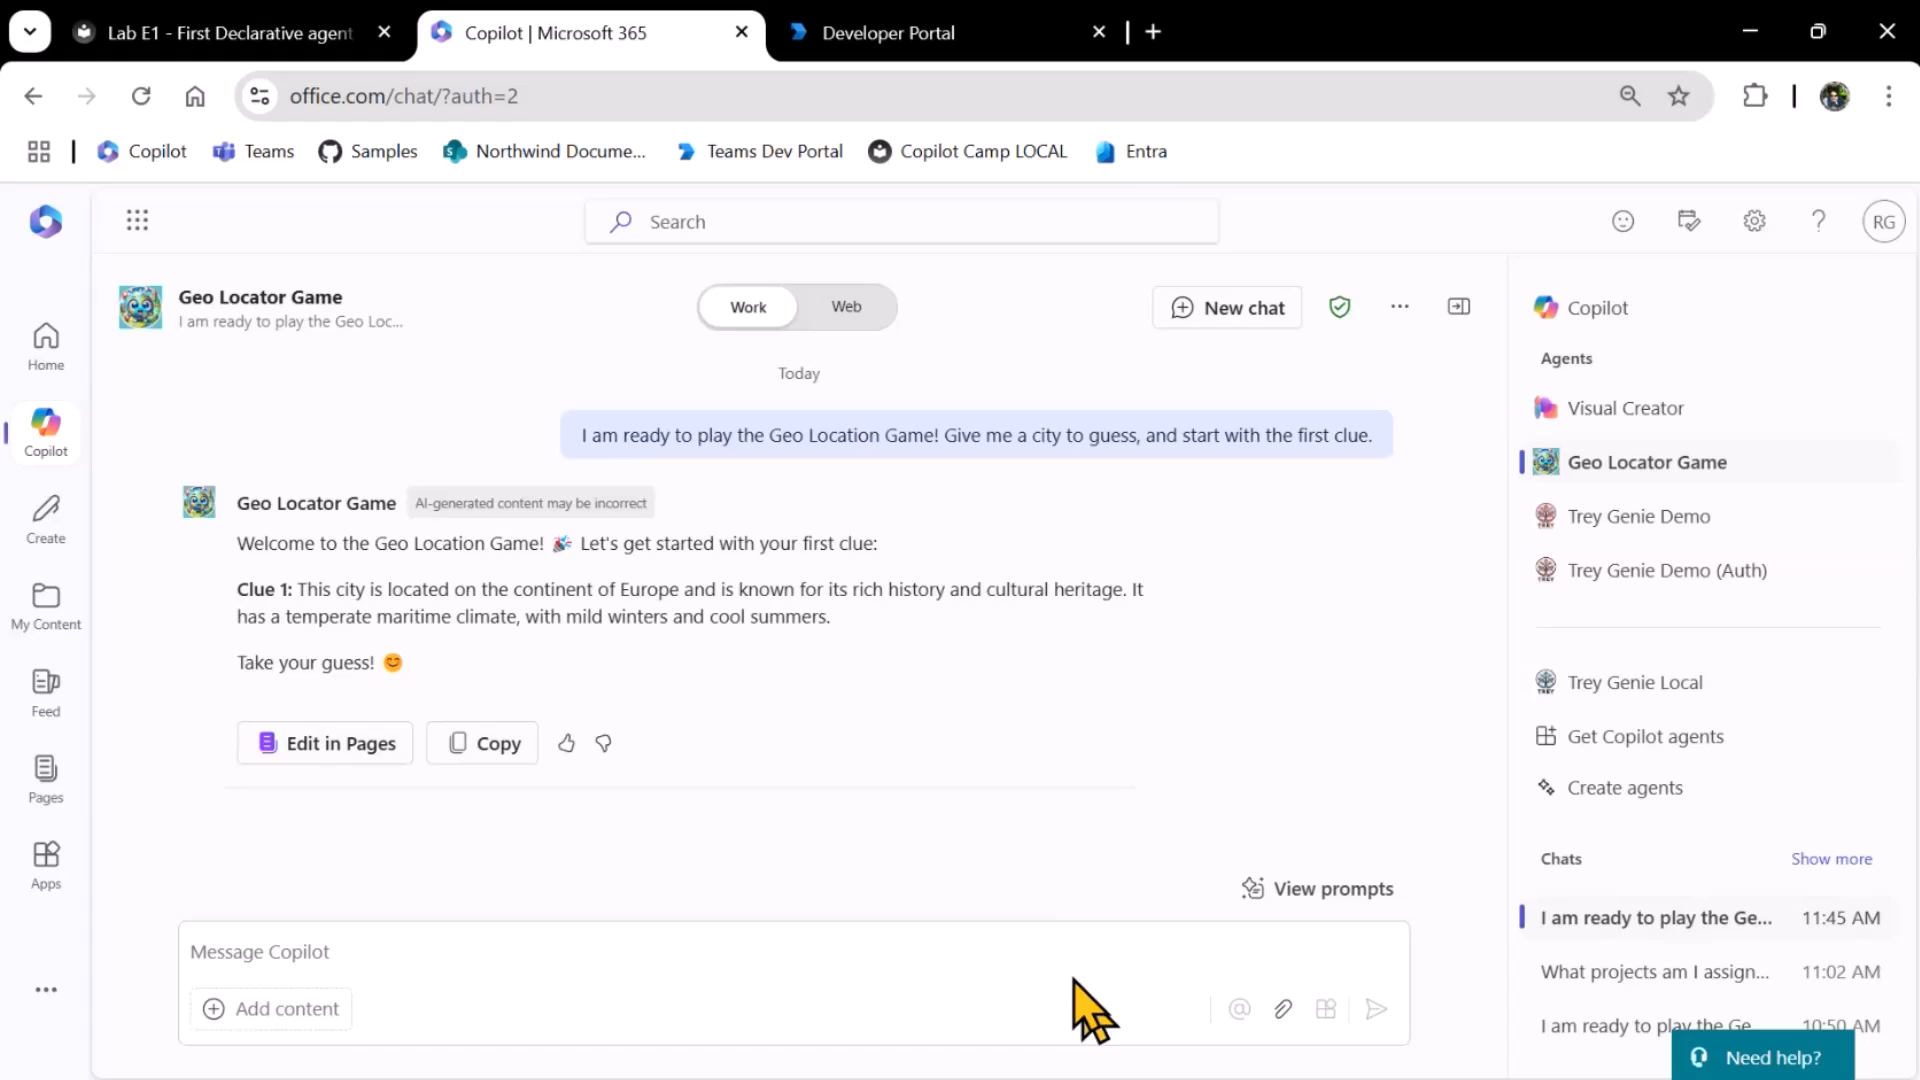 Lab E1 - First Declarative agent
Copilot | Microsoft 365
Developer Portal
office.com/chat/?auth=2
Copilot
Teams
Samples
Northwind Docume...
Teams Dev Portal
Copilot Camp LOCAL
Entra
Search
RG
Home
Copilot
Create
My Content
Feed
Pages
Apps
Geo Locator Game
I am ready to play the Geo Loc...
Work
Web
New chat
Today
I am ready to play the Geo Location Game! Give me a city to guess, and start with the first clue.
Geo Locator Game
AI-generated content may be incorrect
Welcome to the Geo Location Game! 🎉 Let's get started with your first clue:
Clue 1: This city is located on the continent of Europe and is known for its rich history and cultural heritage. It
has a temperate maritime climate, with mild winters and cool summers.
Take your guess! 😊
Edit in Pages
Copy
View prompts
Message Copilot
Add content
Copilot
Agents
Visual Creator
Geo Locator Game
Trey Genie Demo
Trey Genie Demo (Auth)
Trey Genie Local
Get Copilot agents
Create agents
Chats
Show more
I am ready to play the Ge... 11:45 AM
What projects am I assign... 11:02 AM
I am ready to play the Ge 10:50 AM
Need help?